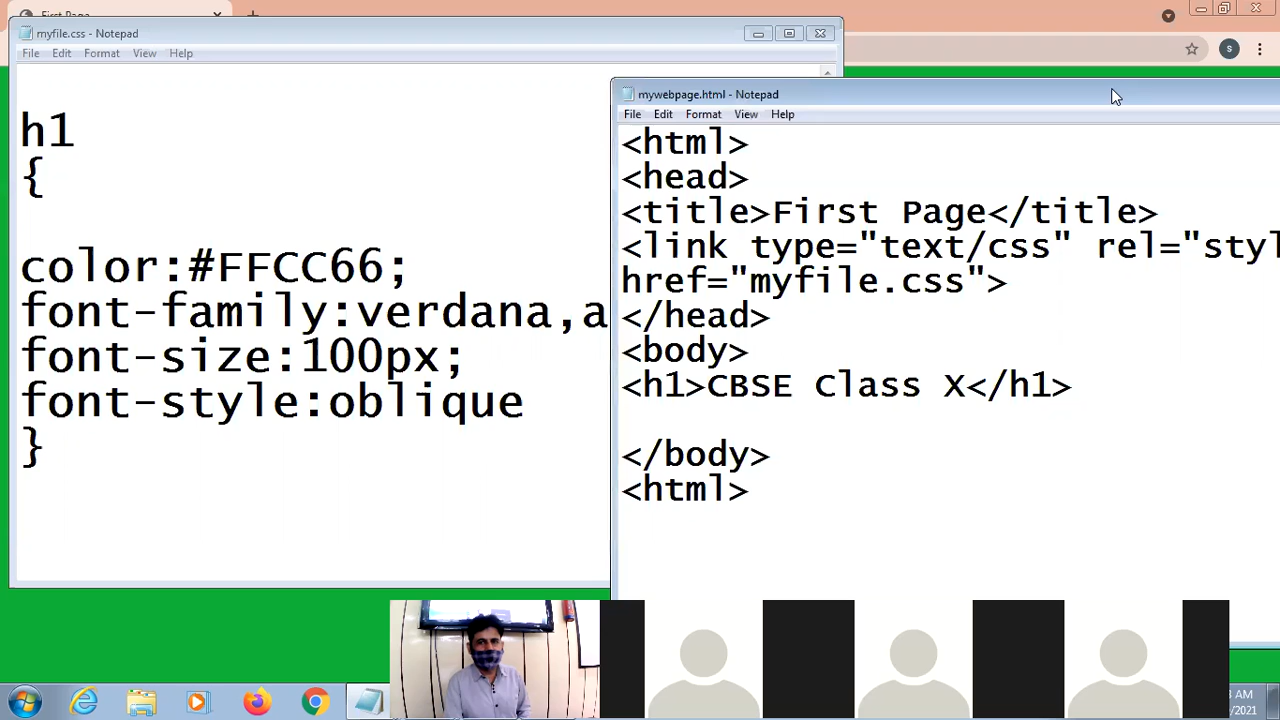 First Page
myfile.css - Notepad
File Edit Format View Help
h1
{
color:#FFCC66;
font-family:verdana,a
font-size:100px;
font-style:oblique
}
S
mywebpage.html - Notepad
File Edit Format View Help
<html>
<head>
<title>First Page</title>
<link type="text/css" rel="styl
href="myfile.css">
</head>
<body>
<h1>CBSE Class X</h1>
</body>
<html>
AM
/2021